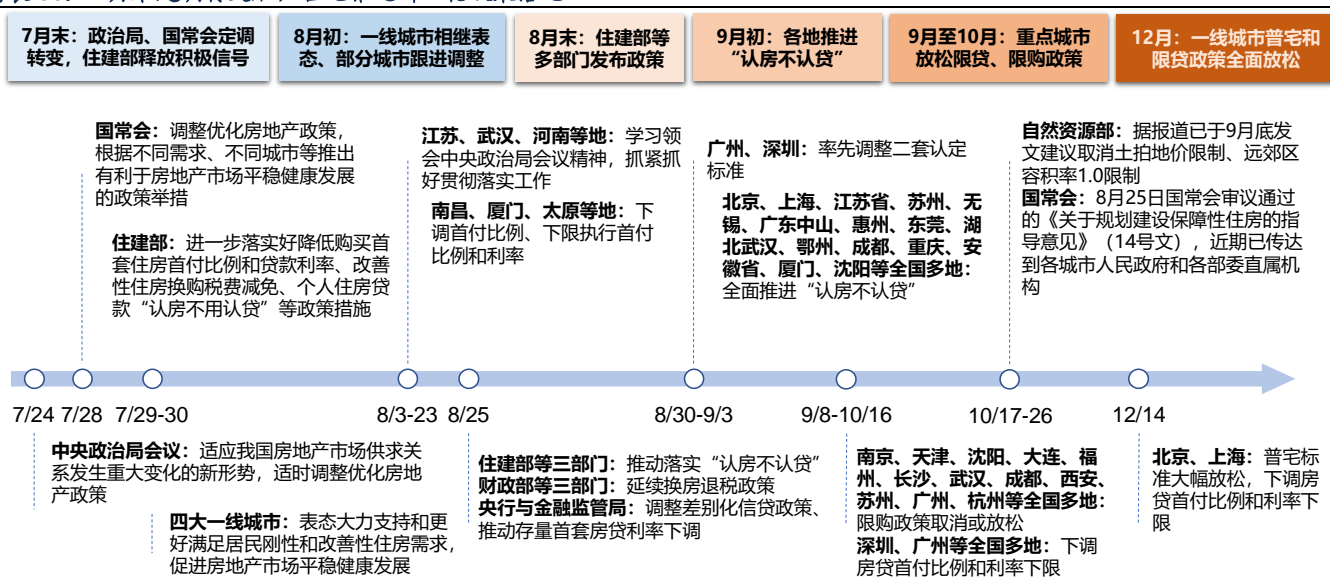 7月末：政治局、国常会定调
转变，住建部释放积极信号
8月初：一线城市相继表
态、部分城市跟进调整
8月末：住建部等
多部门发布政策
9月初：各地推进
“认房不认贷”
9月至10月：重点城市
放松限贷、限购政策
12月：一线城市普宅和
限贷政策全面放松
国常会：调整优化房地产政策，
根据不同需求、不同城市等推出
有利于房地产市场平稳健康发展
的政策举措
住建部：进一步落实好降低购买首
套住房首付比例和贷款利率、改善
性住房换购税费减免、个人住房贷
款“认房不用认贷”等政策措施
江苏、武汉、河南等地：学习领
会中央政治局会议精神，抓紧抓
好贯彻落实工作
南昌、厦门、太原等地：下
调首付比例、下限执行首付
比例和利率
广州、深圳：率先调整二套认定
标准
北京、上海、江苏省、苏州、无
锡、广东中山、惠州、东莞、湖
北武汉、鄂州、成都、重庆、安
徽省、厦门、沈阳等全国多地：
全面推进“认房不认贷”
自然资源部：据报道已于9月底发
文建议取消土拍地价限制、远郊区
容积率1.0限制
国常会：8月25日国常会审议通过
的《关于规划建设保障性住房的指
导意见》（14号文），近期已传达
到各城市人民政府和各部委直属机
构
7/24 7/28 7/29-30 8/3-23 8/25 8/30-9/3 9/8-10/16 10/17-26 12/14
中央政治局会议：适应我国房地产市场供求关
系发生重大变化的新形势，适时调整优化房地
产政策
四大一线城市：表态大力支持和更
好满足居民刚性和改善性住房需求，
促进房地产市场平稳健康发展
住建部等三部门：推动落实“认房不认贷”
财政部等三部门：延续换房退税政策
央行与金融监管局：调整差别化信贷政策、
推动存量首套房贷利率下调
南京、天津、沈阳、大连、福
州、长沙、武汉、成都、西安、
苏州、广州、杭州等全国多地：
限购政策取消或放松
深圳、广州等全国多地：下调
房贷首付比例和利率下限
北京、上海：普宅标
准大幅放松，下调房
贷首付比例和利率下
限